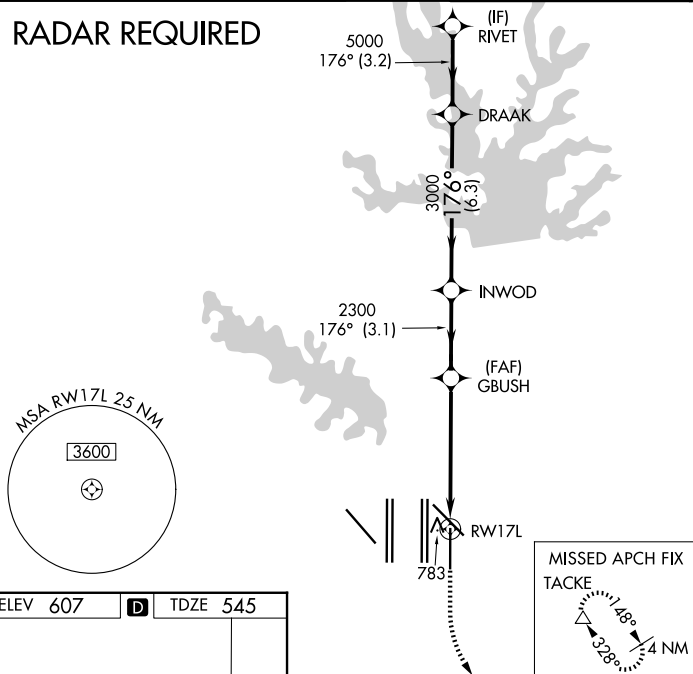 RADAR REQUIRED
(IF)
RIVET
5000
176° (3.2)
DRAAK
3000
176°
(6.3)
INWOD
2300
176° (3.1)
(FAF)
GBUSH
MSA RW17L 25 NM
3600
RW17L
783
MISSED APCH FIX
TACKE
148°
328°
4 NM
ELEV 607
D
TDZE 545